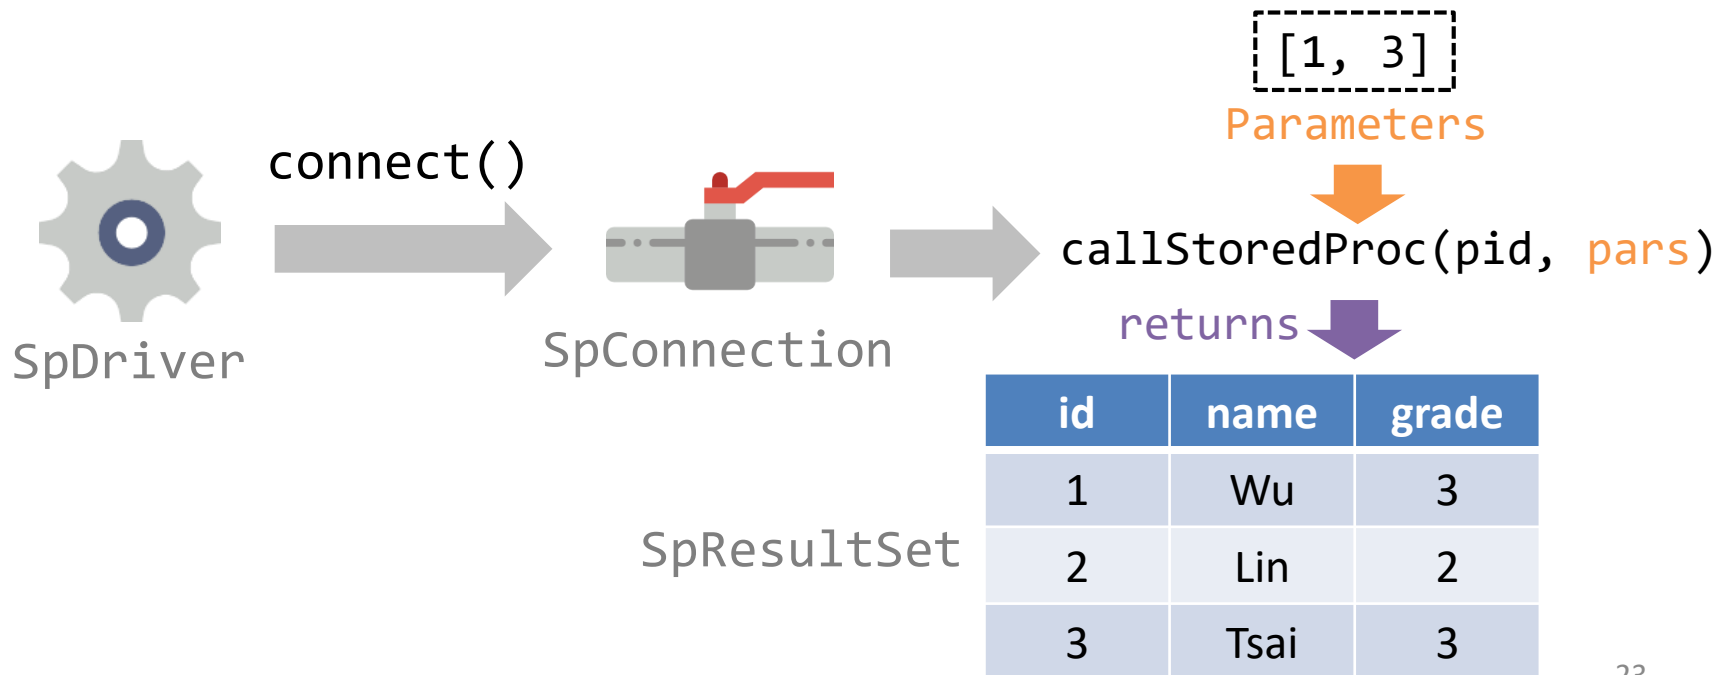 [1, 3]
Parameters
connect()
callStoredProc(pid, pars)
returns
SpDriver
SpConnection
id name grade
1 Wu 3
SpResultSet
2 Lin 2
3 Tsai 3
23